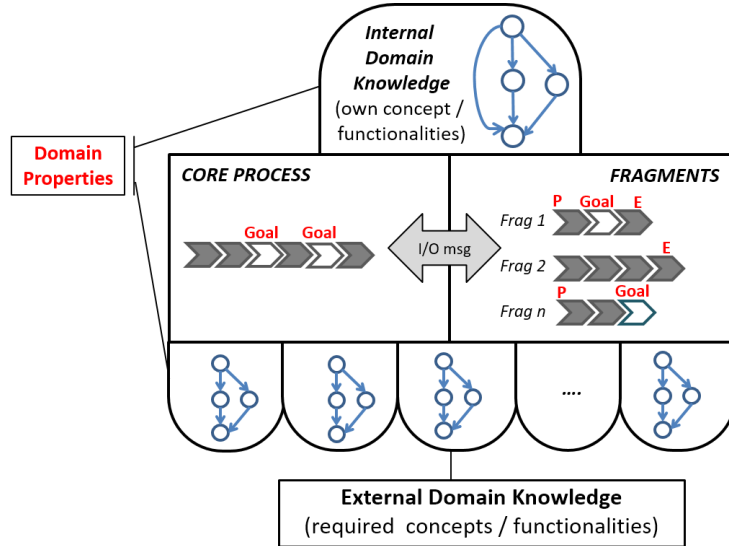 Internal
Domain
Knowledge
(own concept /
functionalities)
Domain
Properties
CORE PROCESS
FRAGMENTS
Goal Goal
I/O msg
P Goal E
Frag 1
E
Frag 2
P Goal
Frag n
....
External Domain Knowledge
(required concepts / functionalities)